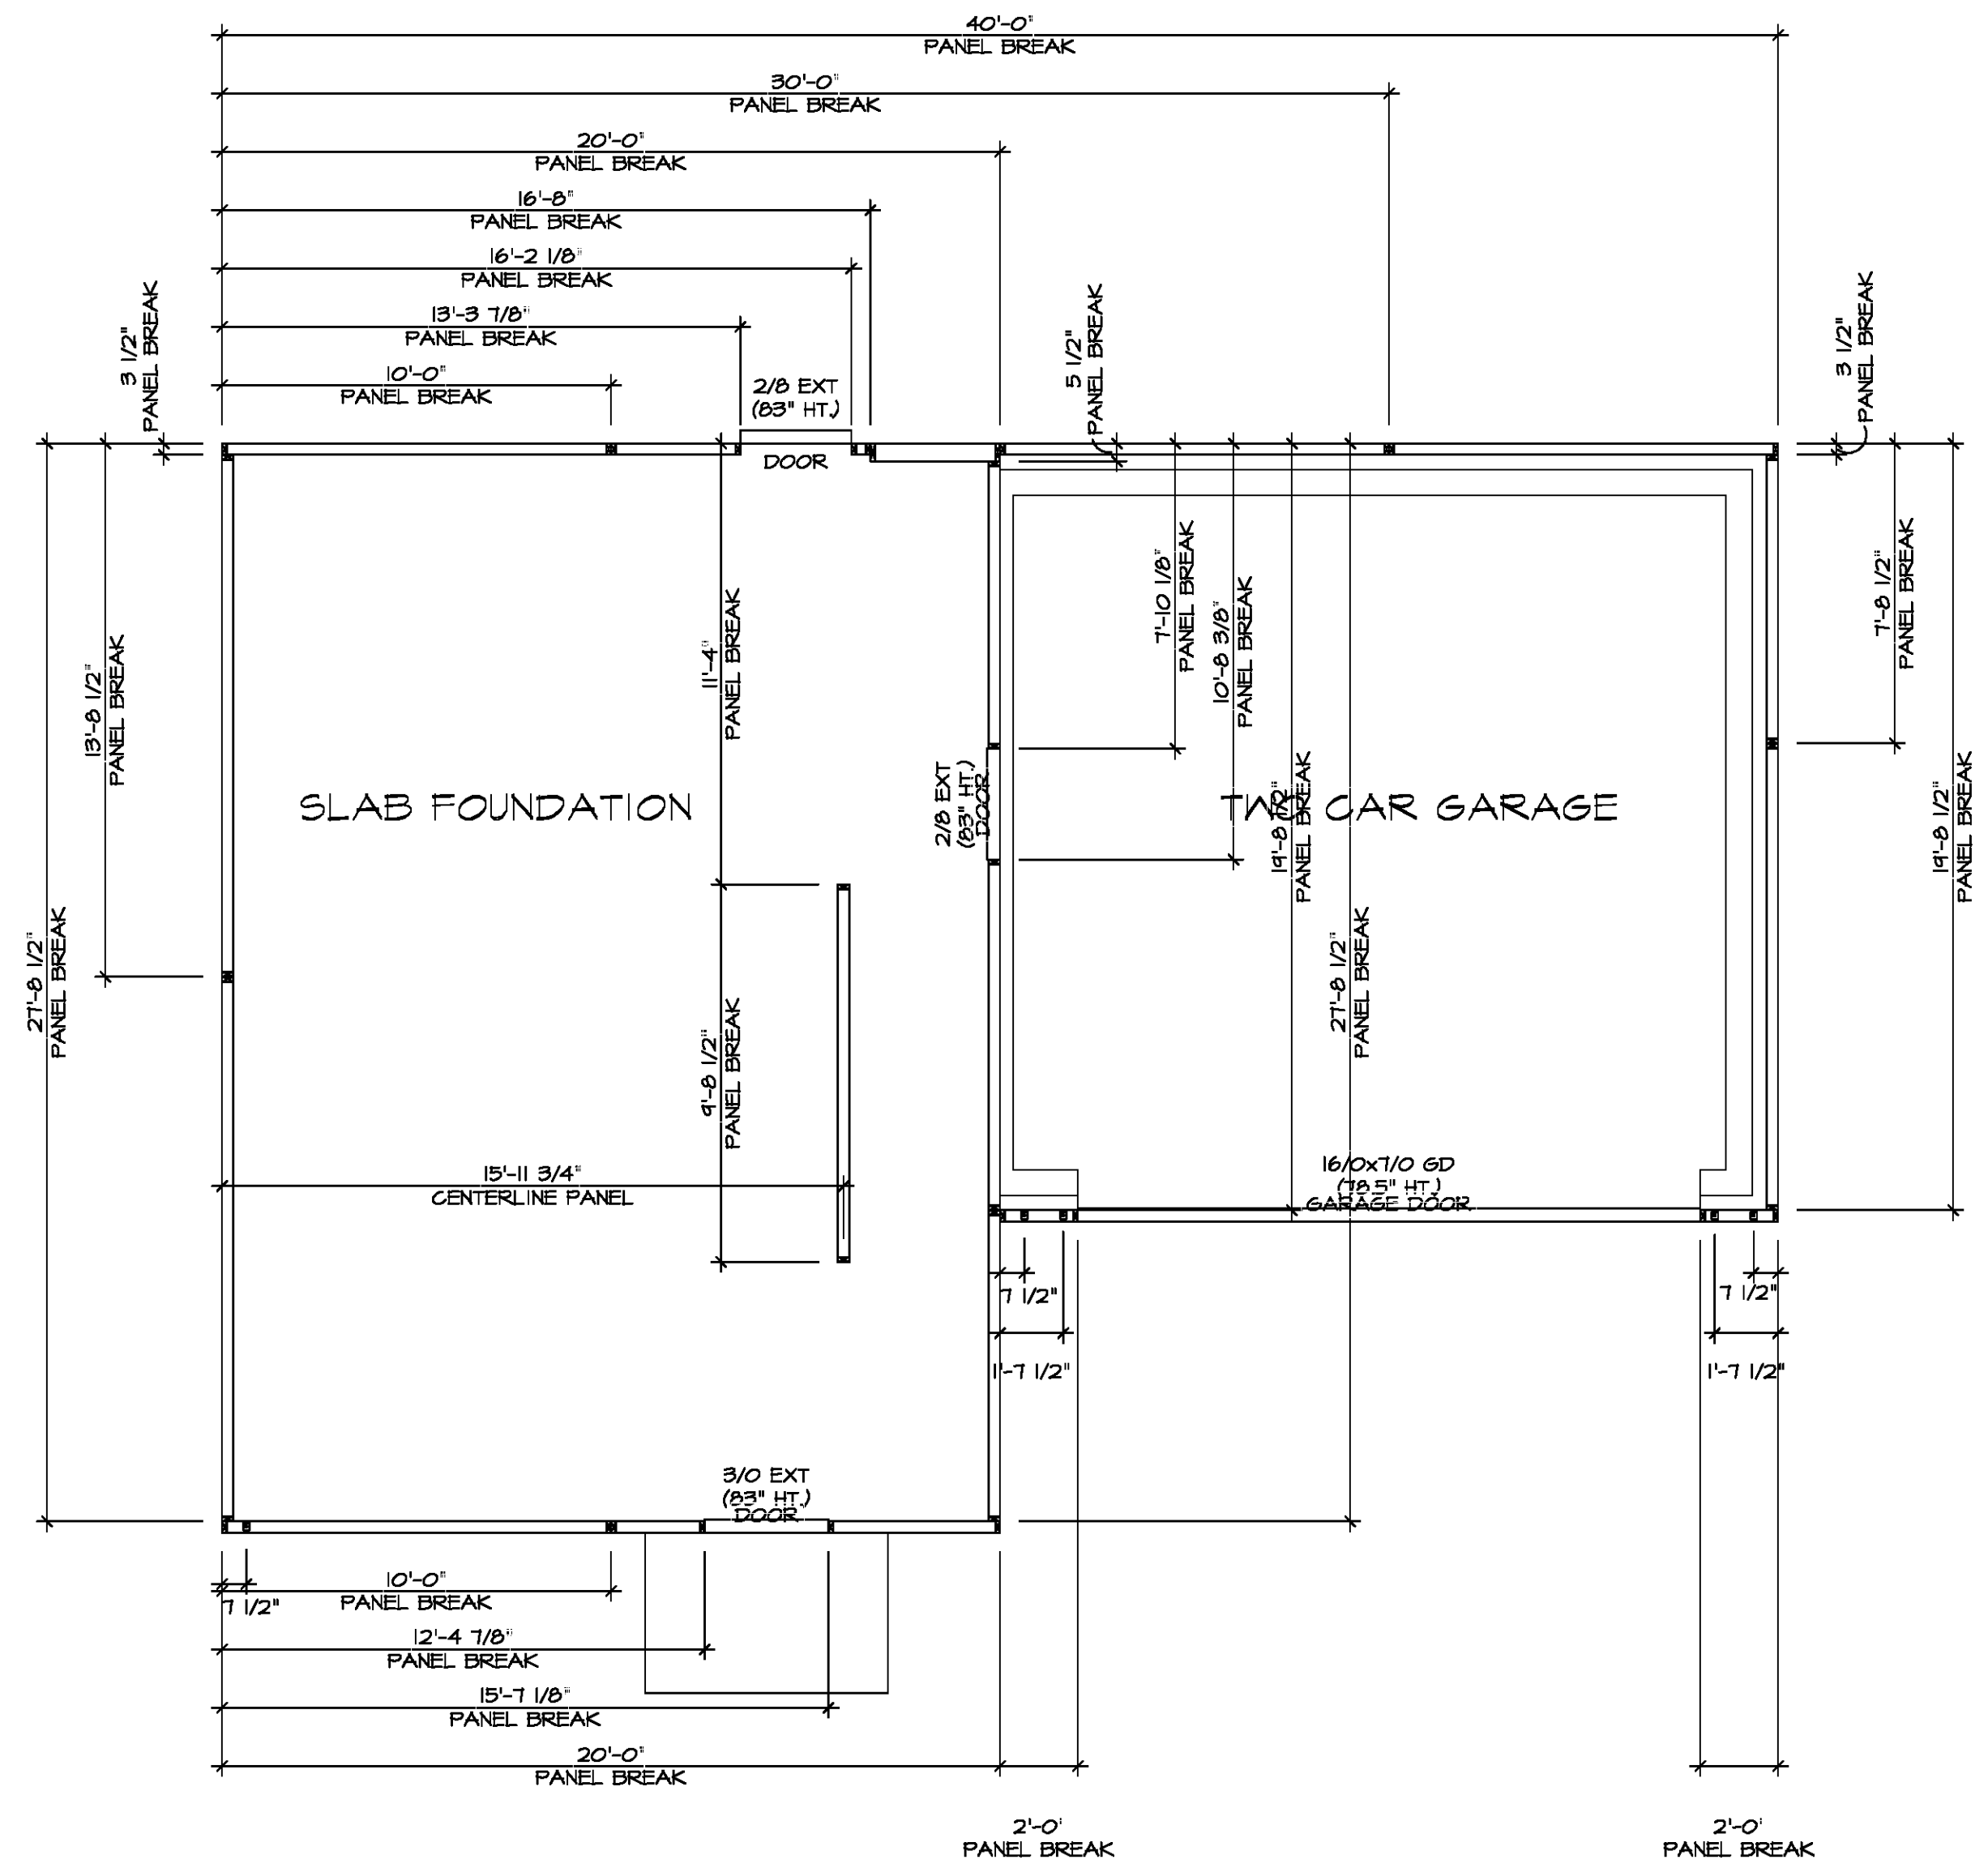 40'-0"
PANEL BREAK
30'-0"
PANEL BREAK
20'-0"
PANEL BREAK
16'-8"
PANEL BREAK
16'-2 1/8"
PANEL BREAK
13'-3 7/8"
PANEL BREAK
10'-0"
PANEL BREAK
3 1/2"
PANEL BREAK
2/8 EXT
(83" HT.)
DOOR
5 1/2"
PANEL BREAK
3 1/2"
PANEL BREAK
13'-8 1/2"
PANEL BREAK
27'-8 1/2"
PANEL BREAK
11'-4"
PANEL BREAK
7'-10 1/8"
PANEL BREAK
10'-8 3/8"
PANEL BREAK
7'-8 1/2"
PANEL BREAK
19'-8 1/2"
PANEL BREAK
SLAB FOUNDATION
2/8 EXT
(83" HT.)
DOOR
TWO CAR GARAGE
19'-8 1/2"
PANEL BREAK
27'-8 1/2"
PANEL BREAK
9'-8 1/2"
PANEL BREAK
15'-11 3/4"
CENTERLINE PANEL
16/0x7/0 GD
(78.5" HT.)
GARAGE DOOR
7 1/2"
7 1/2"
1'-7 1/2"
1'-7 1/2"
3/0 EXT
(83" HT.)
DOOR
10'-0"
PANEL BREAK
7 1/2"
12'-4 7/8"
PANEL BREAK
15'-7 1/8"
PANEL BREAK
20'-0"
PANEL BREAK
2'-0"
PANEL BREAK
2'-0"
PANEL BREAK